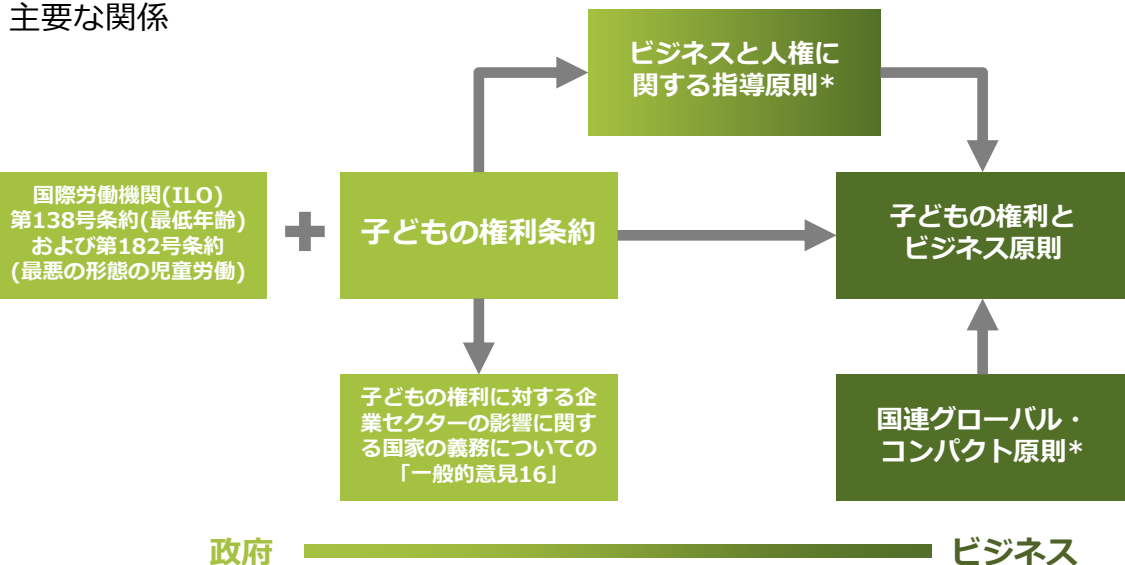 主要な関係
ビジネスと人権に
関する指導原則*
国際労働機関(ILO)
第138号条約(最低年齢)
および第182号条約
(最悪の形態の児童労働)
子どもの権利条約
子どもの権利と
ビジネス原則
子どもの権利に対する企
業セクターの影響に関す
る国家の義務についての
「一般的意見16」
国連グローバル・
コンパクト原則*
政府
ビジネス